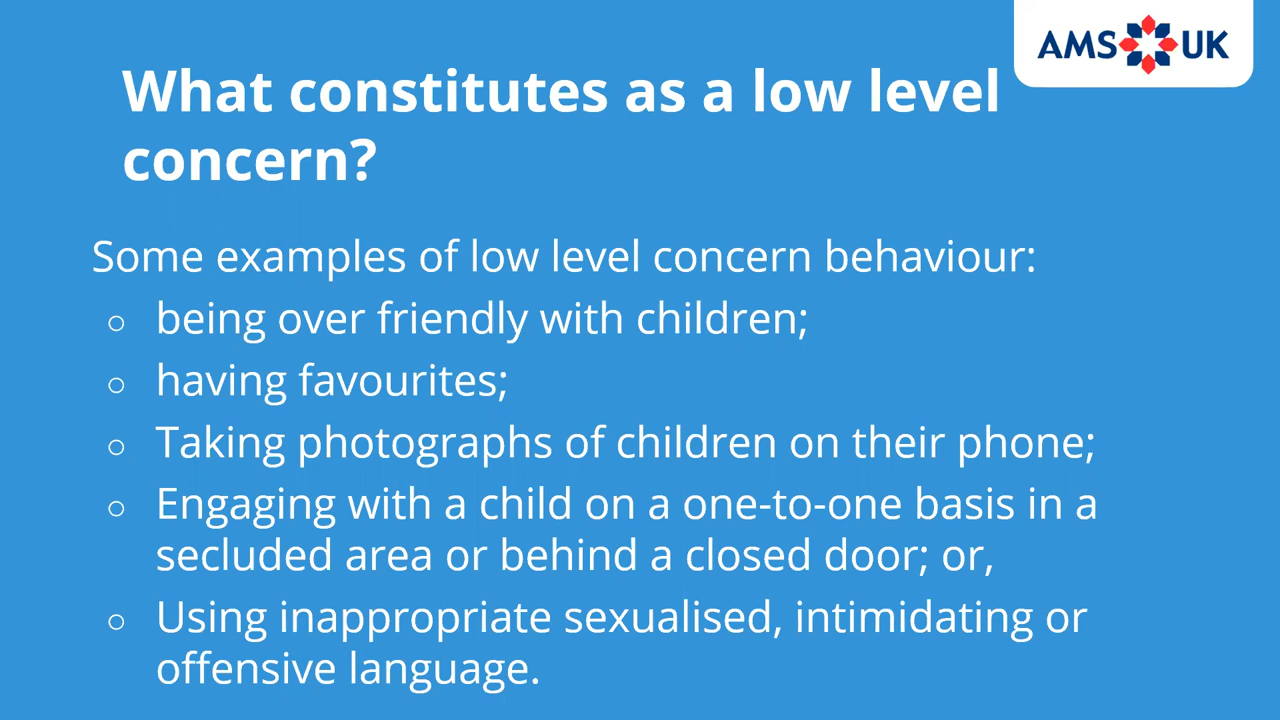 AMS UK
What constitutes as a low level
concern?
Some examples of low level concern behaviour:
○ being over friendly with children;
○ having favourites;
○ Taking photographs of children on their phone;
○ Engaging with a child on a one-to-one basis in a
secluded area or behind a closed door; or,
○ Using inappropriate sexualised, intimidating or
offensive language.